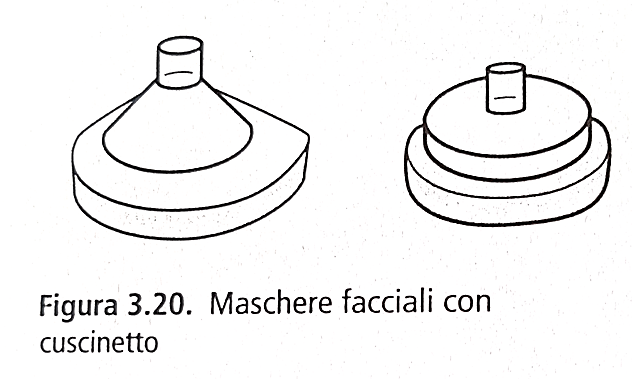 Figura 3.20. Maschere facciali con
cuscinetto